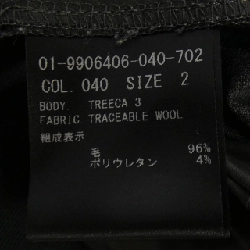 01-9906406-040-702
COL. 040 SIZE 2
BODY. TREECA 3
FABRIC TRACEABLE WOOL
組成表示
毛 96%
ポリウレタン 4%